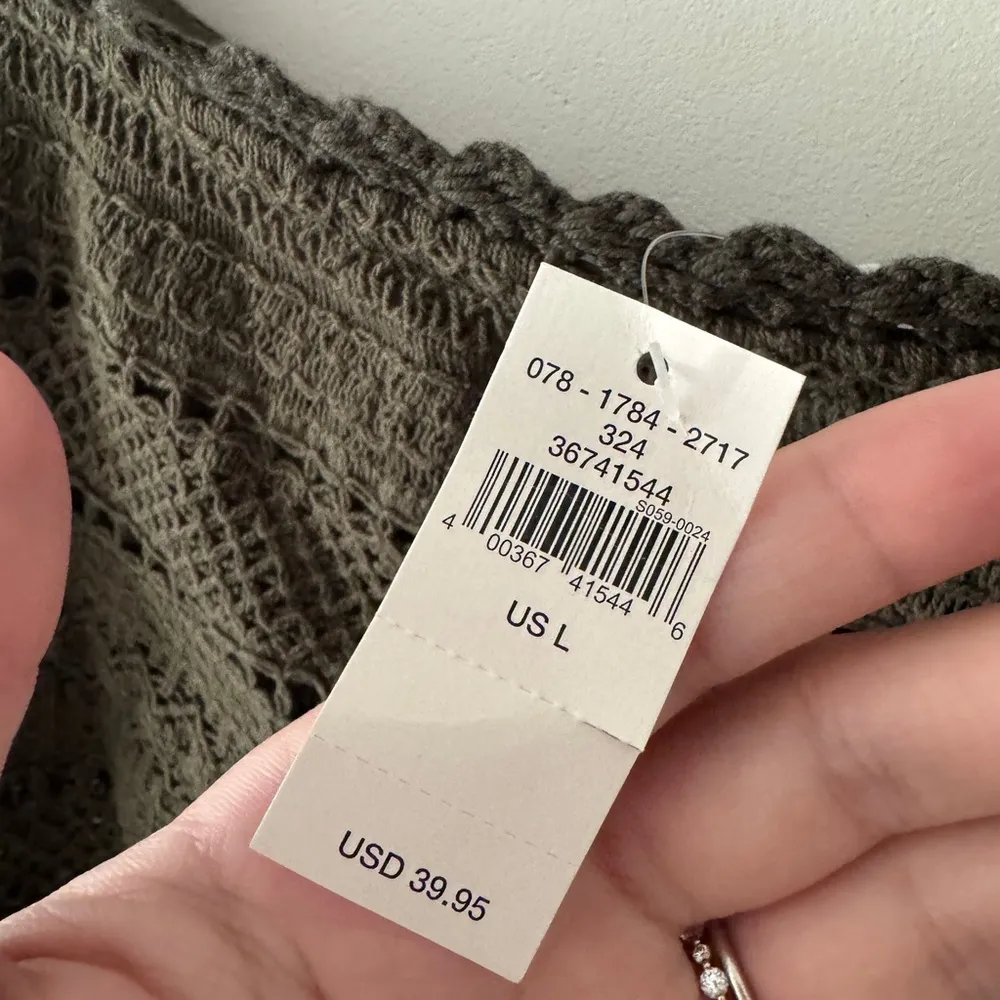 078 - 1784 - 2717
324
36741544
S059-0024
4 00367 41544 6
US L
USD 39.95